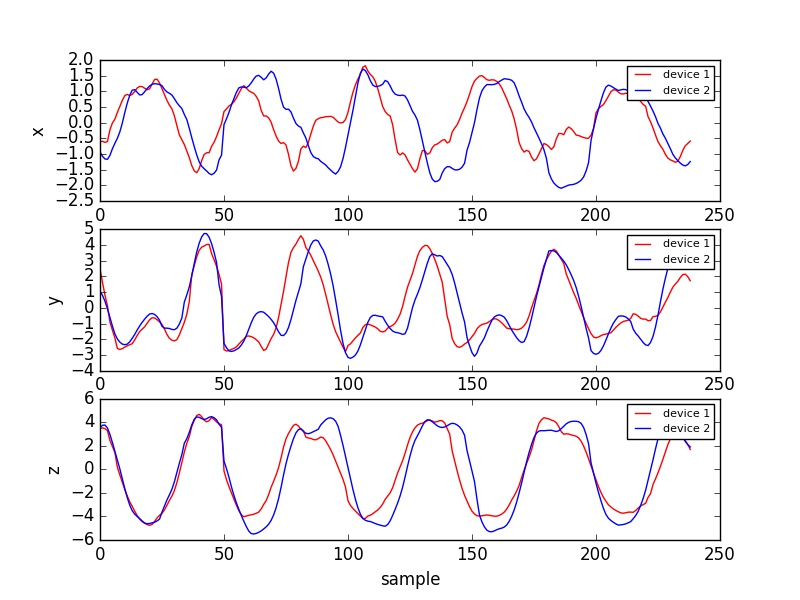 2.0
1.5
1.0
0.5
0.0
−0.5
−1.0
−1.5
−2.0
−2.5
x
device 1
device 2
0 50 100 150 200 250
5
4
3
2
1
0
−1
−2
−3
−4
y
device 1
device 2
0 50 100 150 200 250
6
4
2
0
−2
−4
−6
z
device 1
device 2
0 50 100 150 200 250
sample